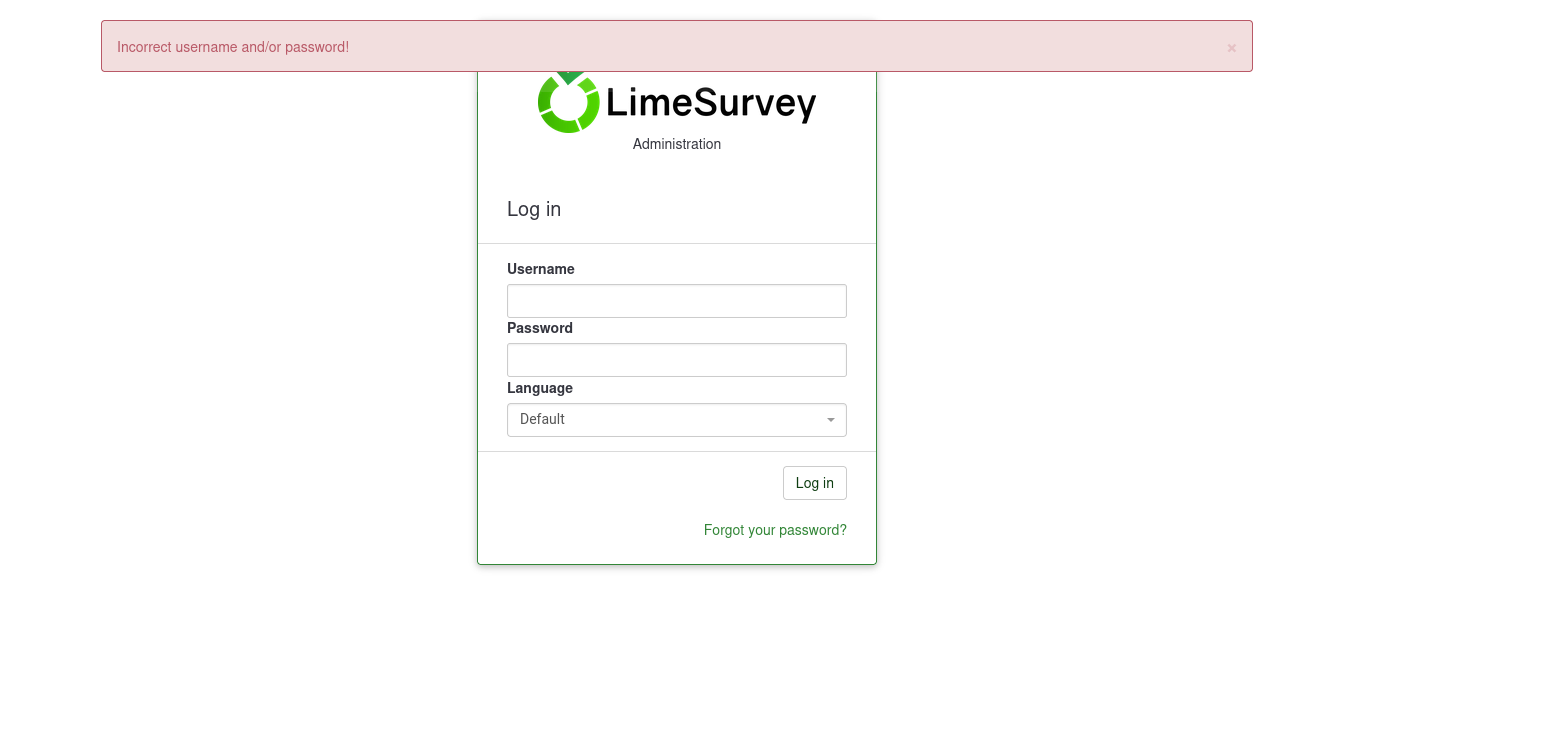 Incorrect username and/or password!
×
LimeSurvey
Administration
Log in
Username
Password
Language
Default
Log in
Forgot your password?